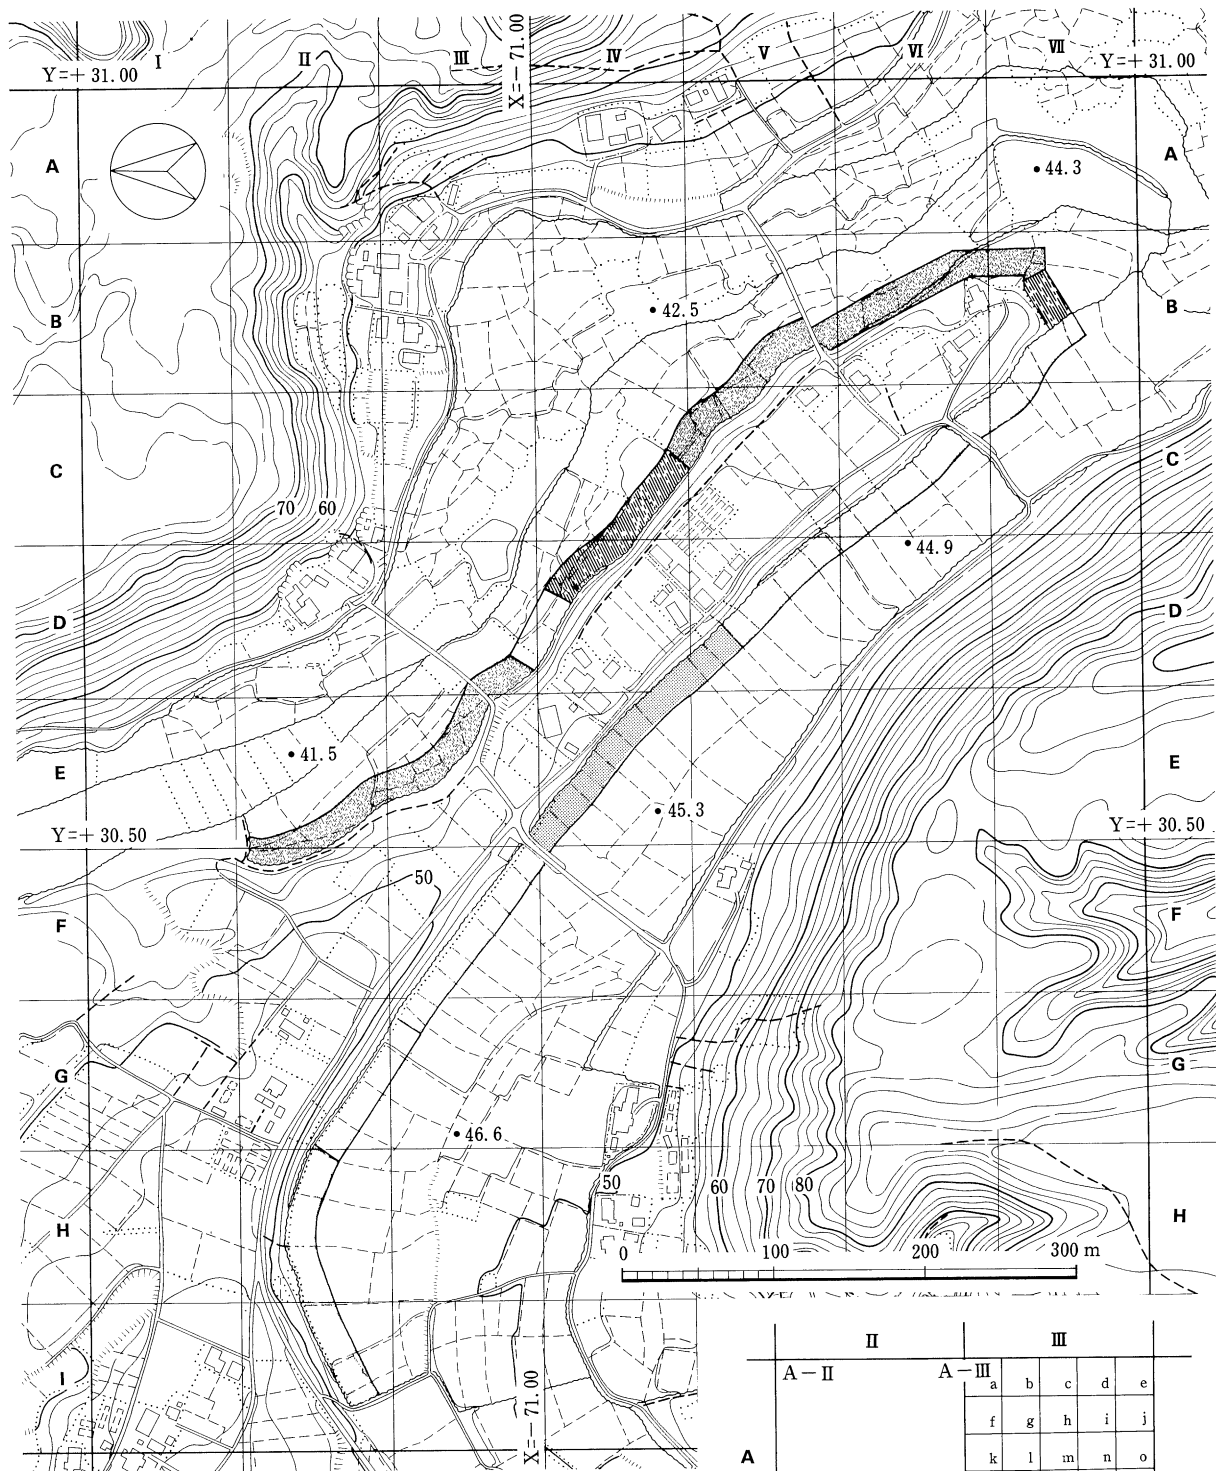 I
II
III
X=−71.00
IV
V
VI
VII
Y=+31.00
Y=+31.00
A
A
44.3
B
42.5
B
C
C
70
60
44.9
D
D
E
41.5
E
45.3
Y=+30.50
Y=+30.50
50
F
F
G
G
46.6
50
60
70
80
H
H
0
100
200
300 m
I
X=−71.00
II
III
A−II
A−III
a b c d e
f g h i j
A
k l m n o